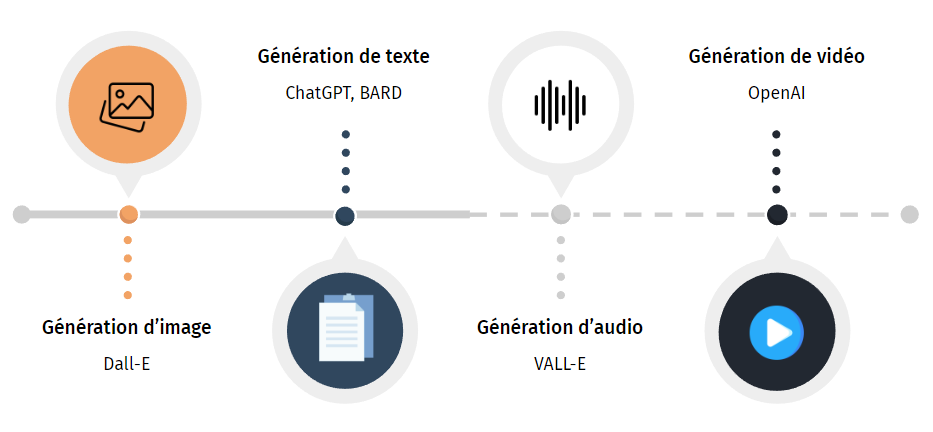 Génération de texte
ChatGPT, BARD
Génération de vidéo
OpenAI
Génération d’image
Dall-E
Génération d’audio
VALL-E